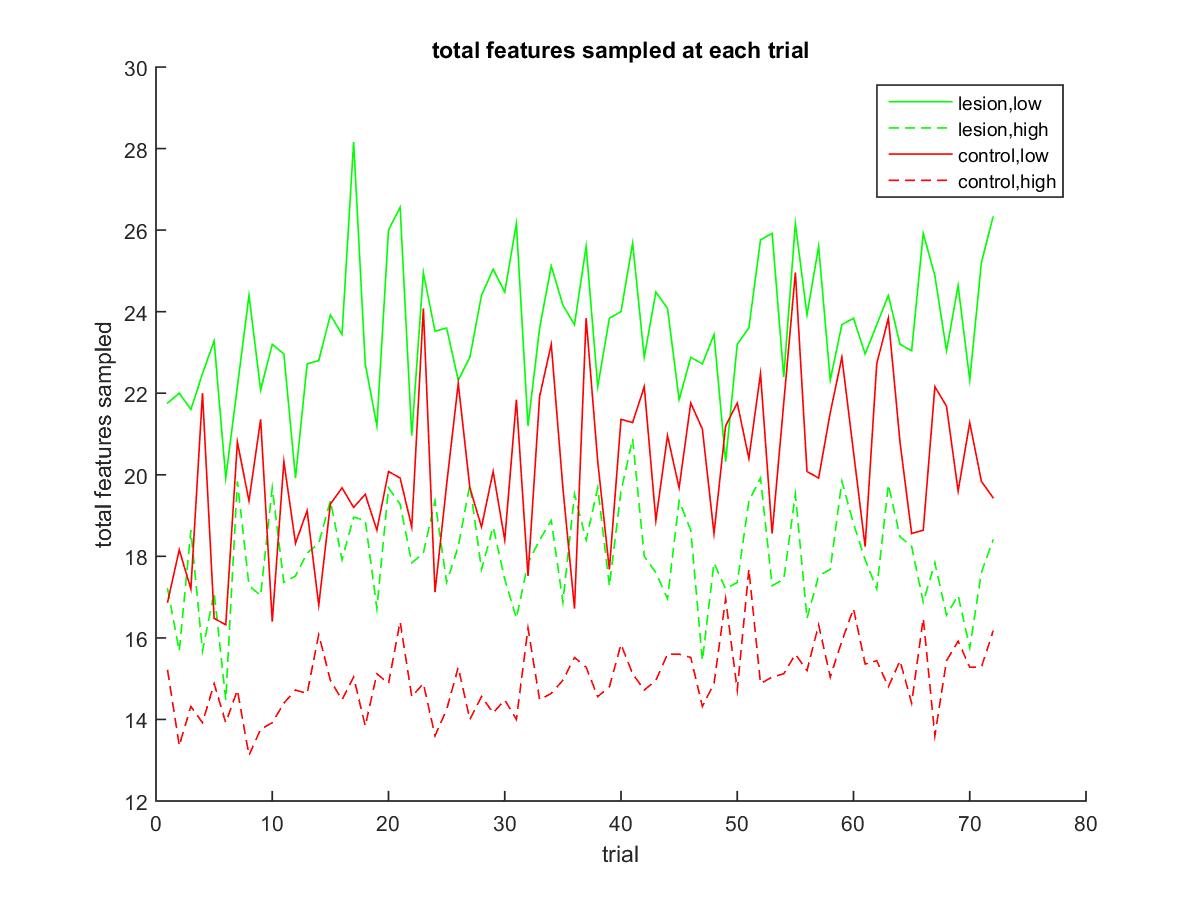 total features sampled at each trial
30
28
26
24
22
20
18
16
14
12
total features sampled
0 10 20 30 40 50 60 70 80
trial
lesion,low
lesion,high
control,low
control,high